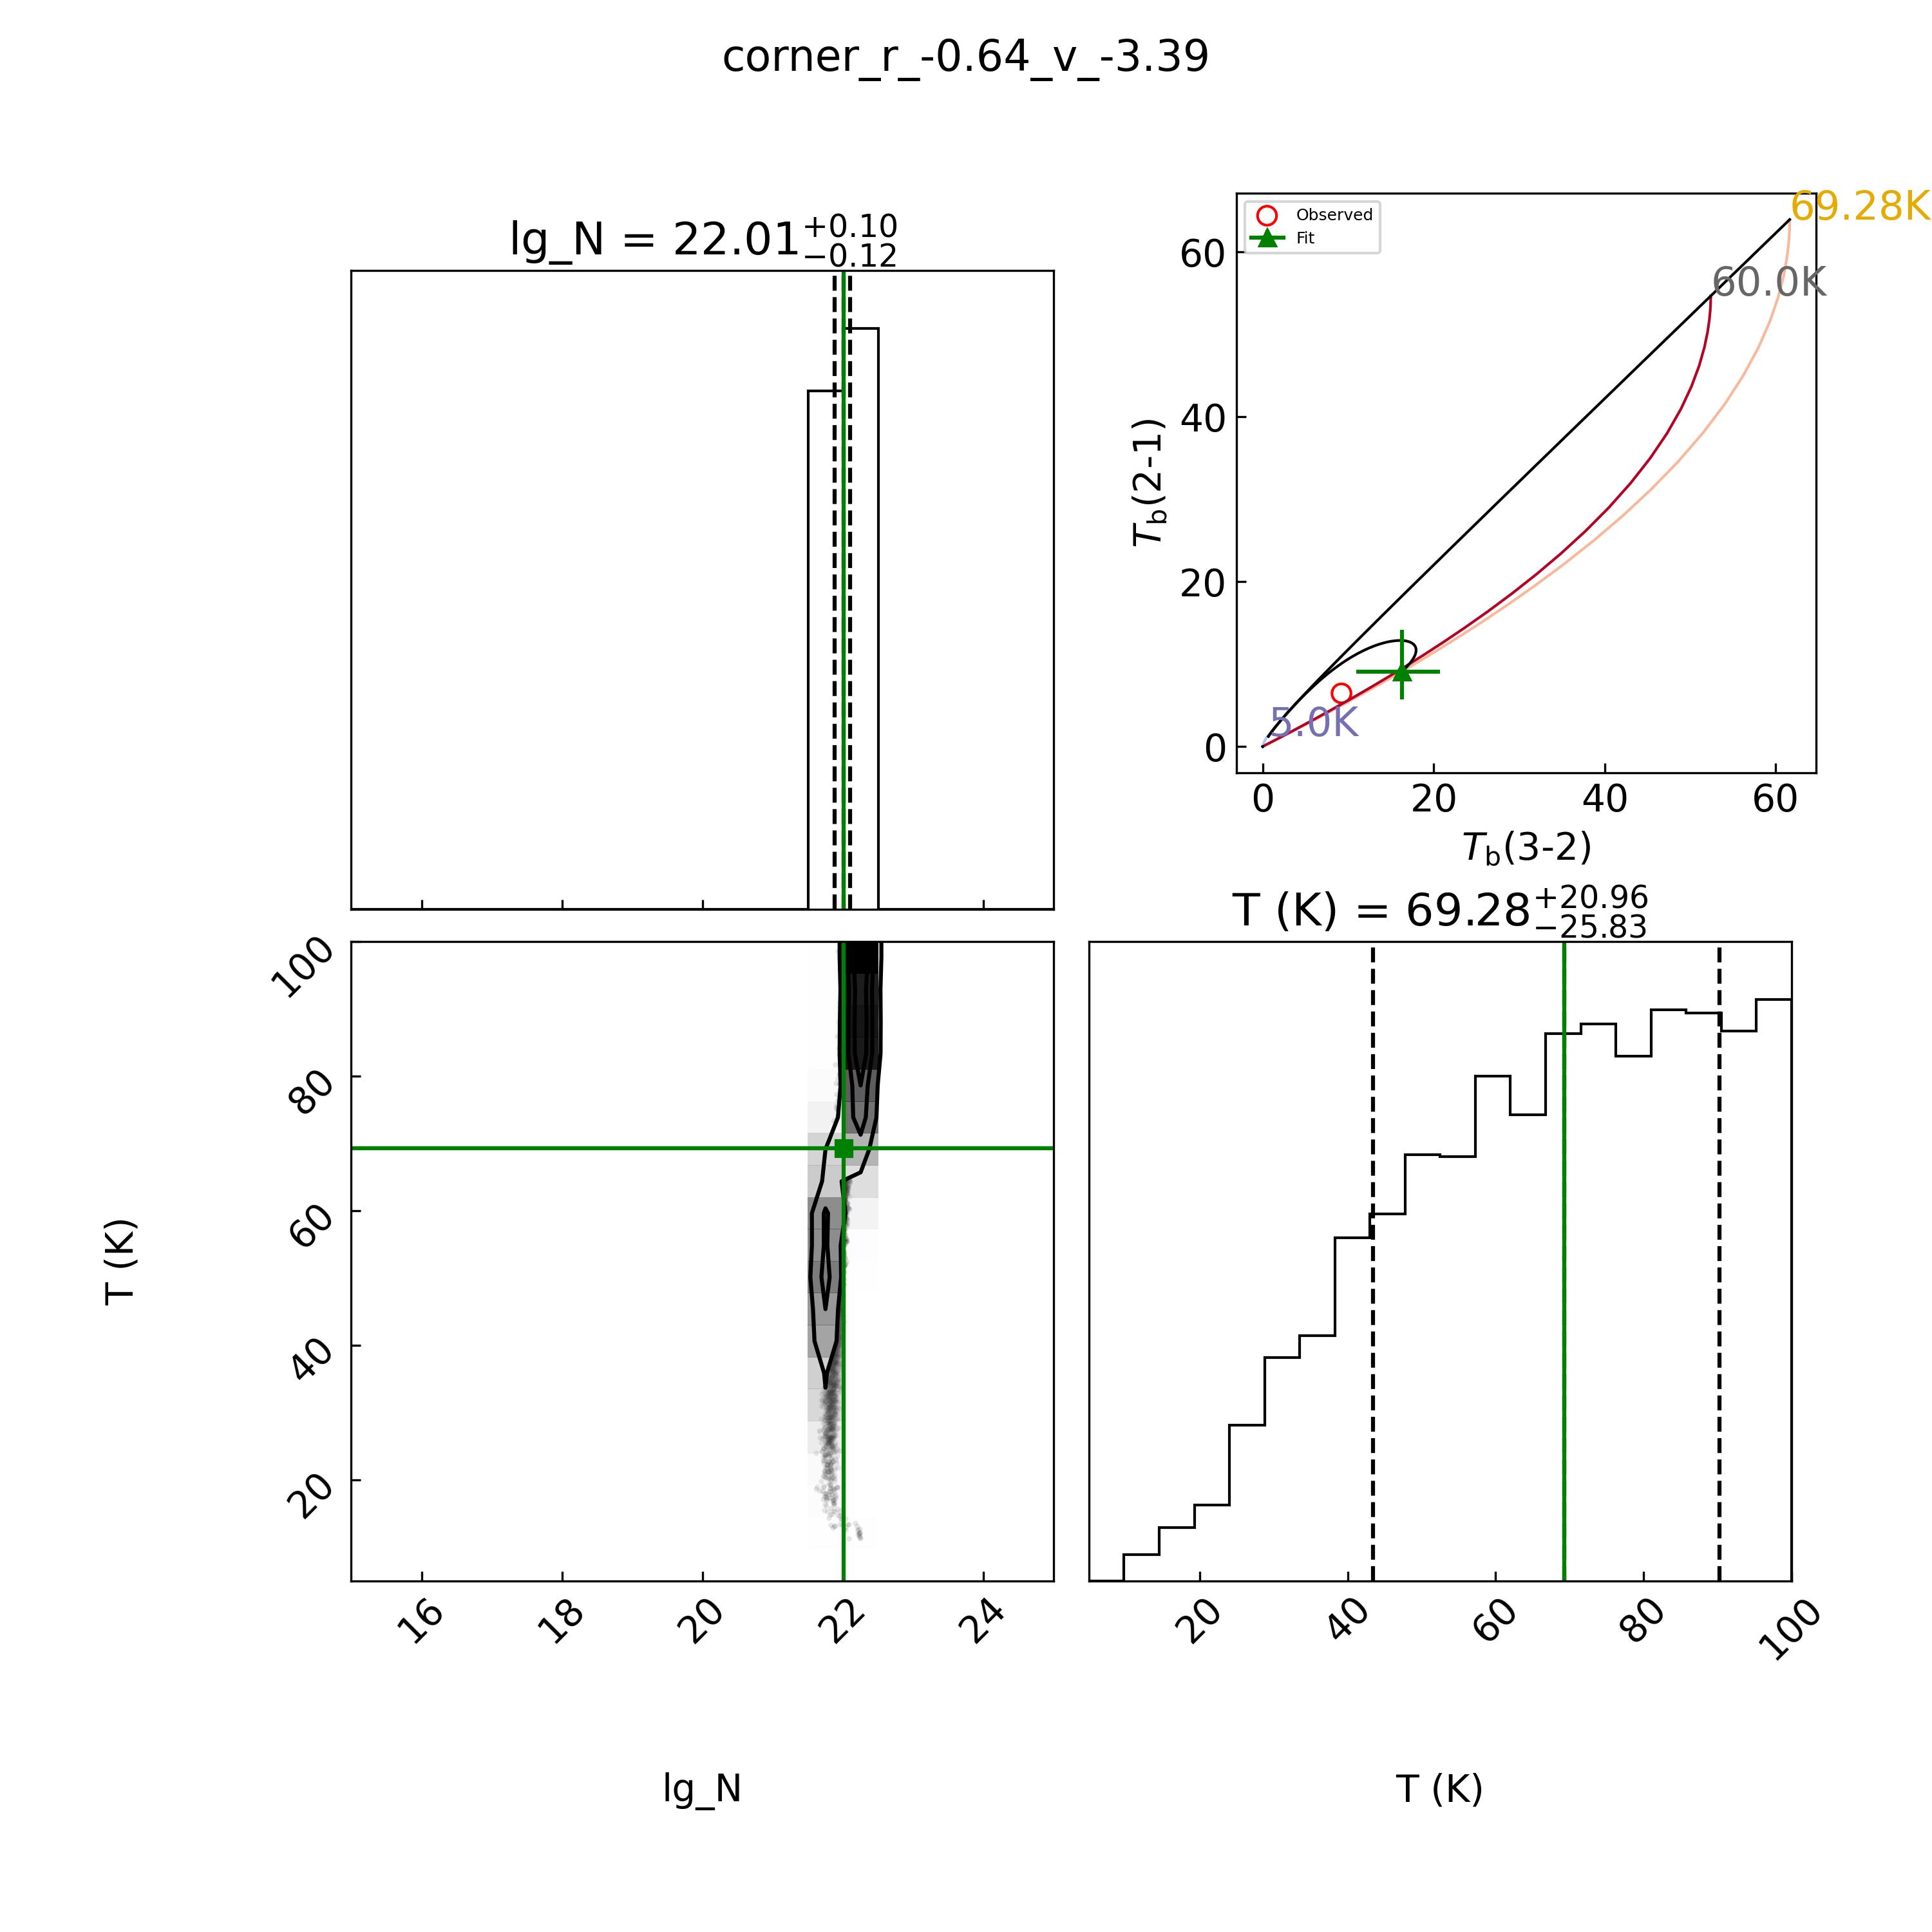 corner_r_-0.64_v_-3.39
lg_N = 22.01 +0.10 −0.12
69.28K
Observed
Fit
60
60.0K
40
T_b(2-1)
20
5.0K
0
0 20 40 60
T_b(3-2)
T (K) = 69.28 +20.96 −25.83
100
80
60
T (K)
40
20
16 18 20 22 24
20 40 60 80 100
lg_N
T (K)